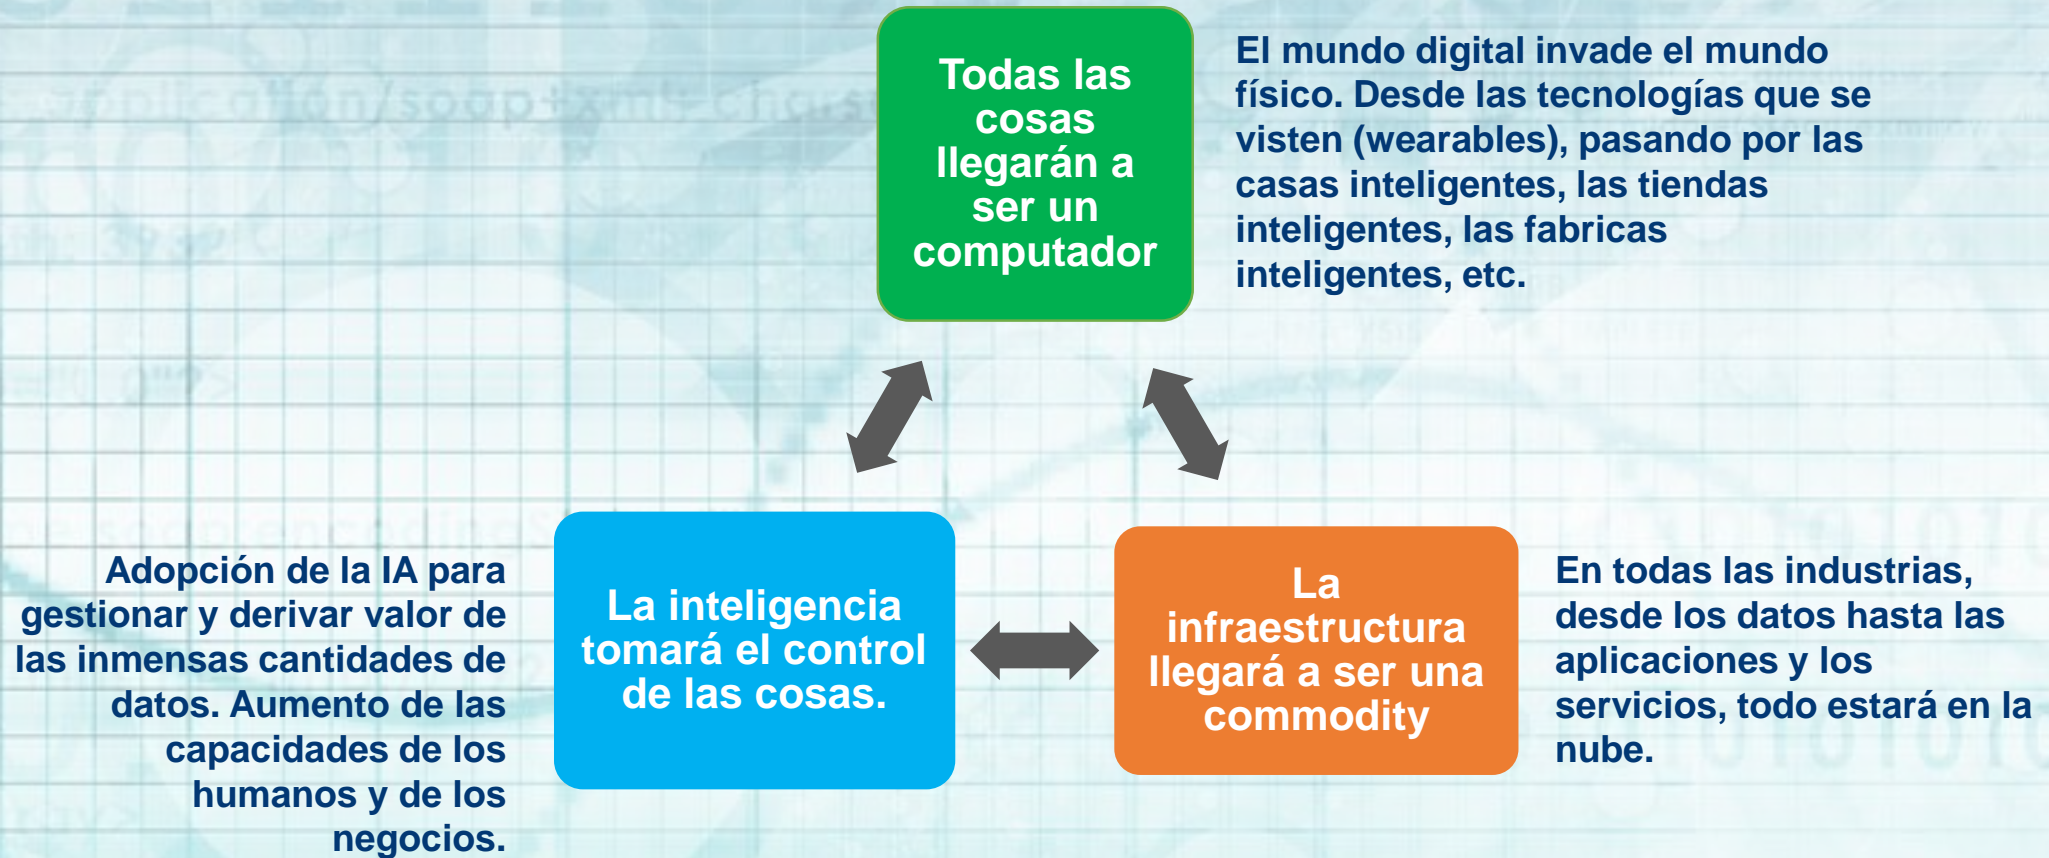 Todas las
cosas
llegarán a
ser un
computador
El mundo digital invade el mundo
físico. Desde las tecnologías que se
visten (wearables), pasando por las
casas inteligentes, las tiendas
inteligentes, las fabricas
inteligentes, etc.
Adopción de la IA para
gestionar y derivar valor de
las inmensas cantidades de
datos. Aumento de las
capacidades de los
humanos y de los
negocios.
La inteligencia
tomará el control
de las cosas.
La
infraestructura
llegará a ser una
commodity
En todas las industrias,
desde los datos hasta las
aplicaciones y los
servicios, todo estará en la
nube.